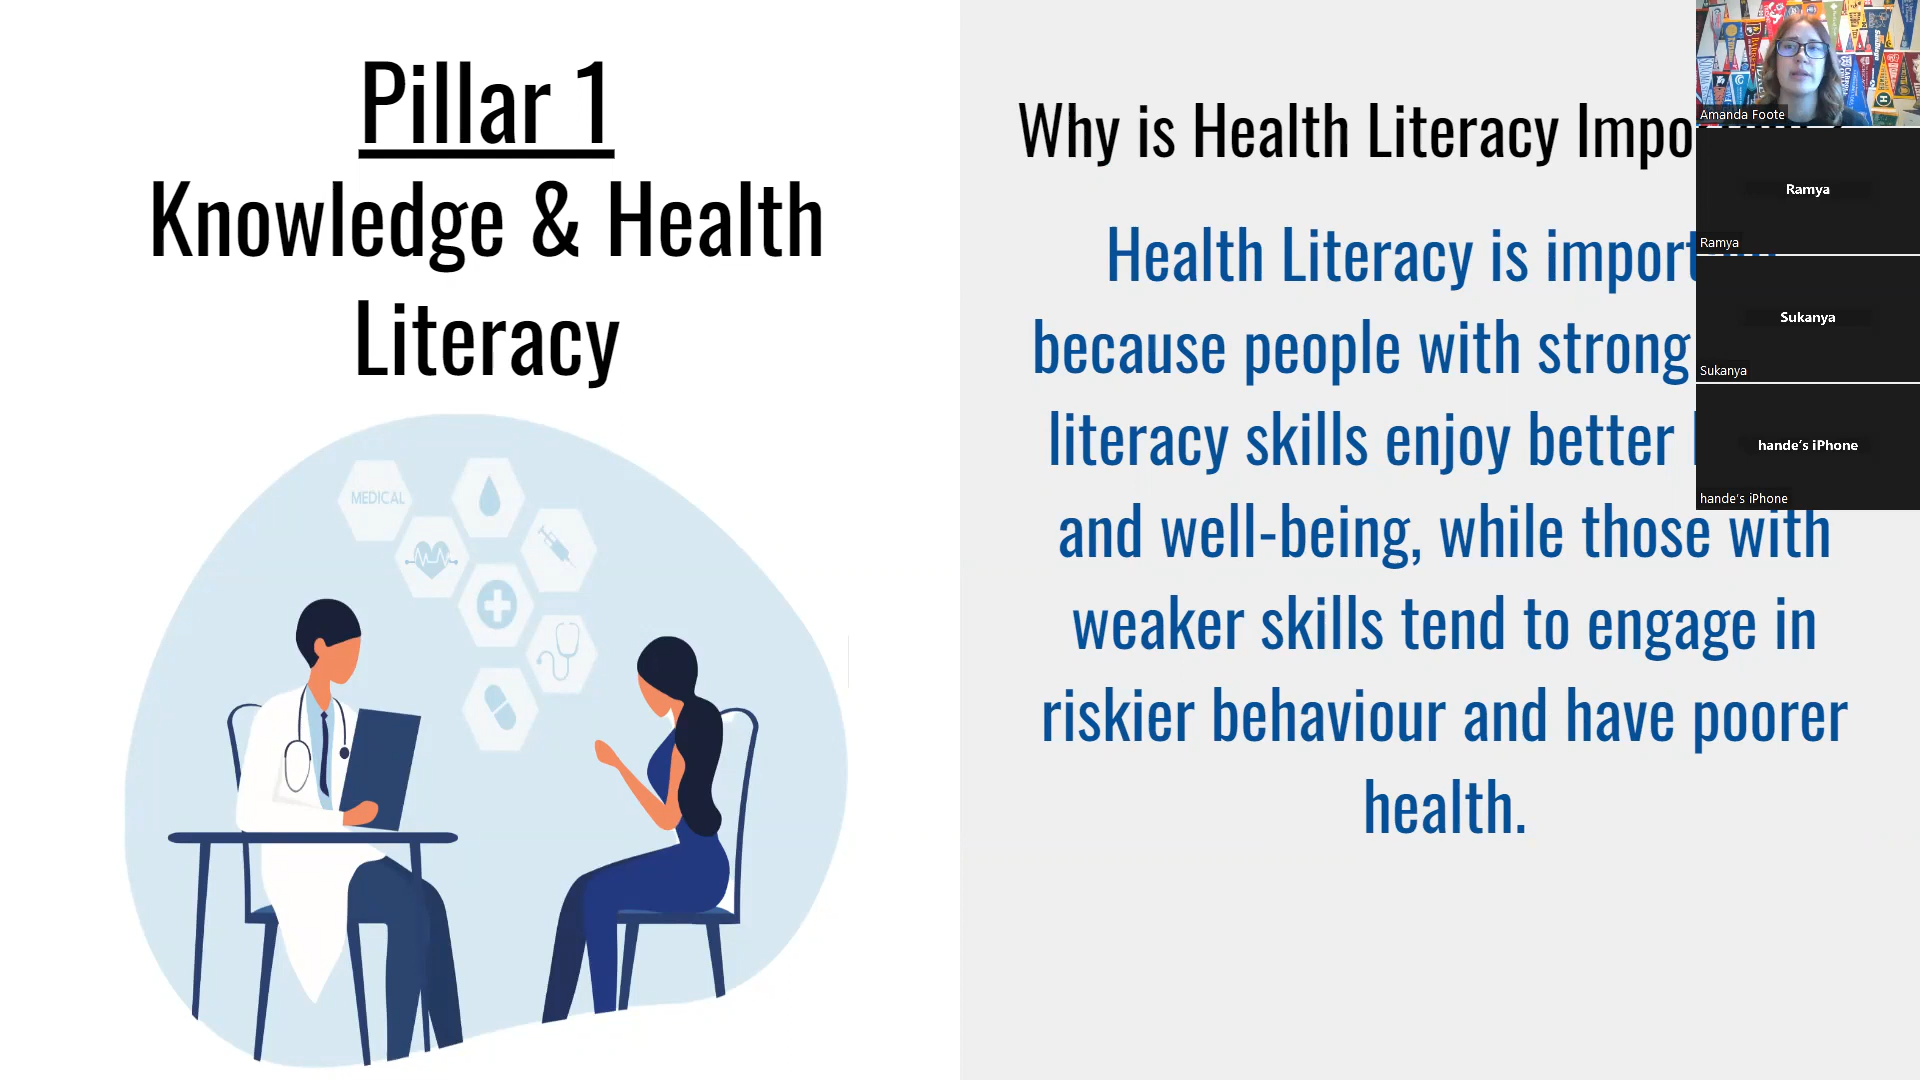 Pillar 1
Knowledge & Health
Literacy
MEDICAL
Why is Health Literacy
Health Literacy is
because people with strong
literacy skills enjoy better
and well-being, while those with
weaker skills tend to engage in
riskier behaviour and have poorer
health.
Amanda Foote
Ramya
Ramya
Sukanya
Sukanya
hande's iPhone
hande's iPhone